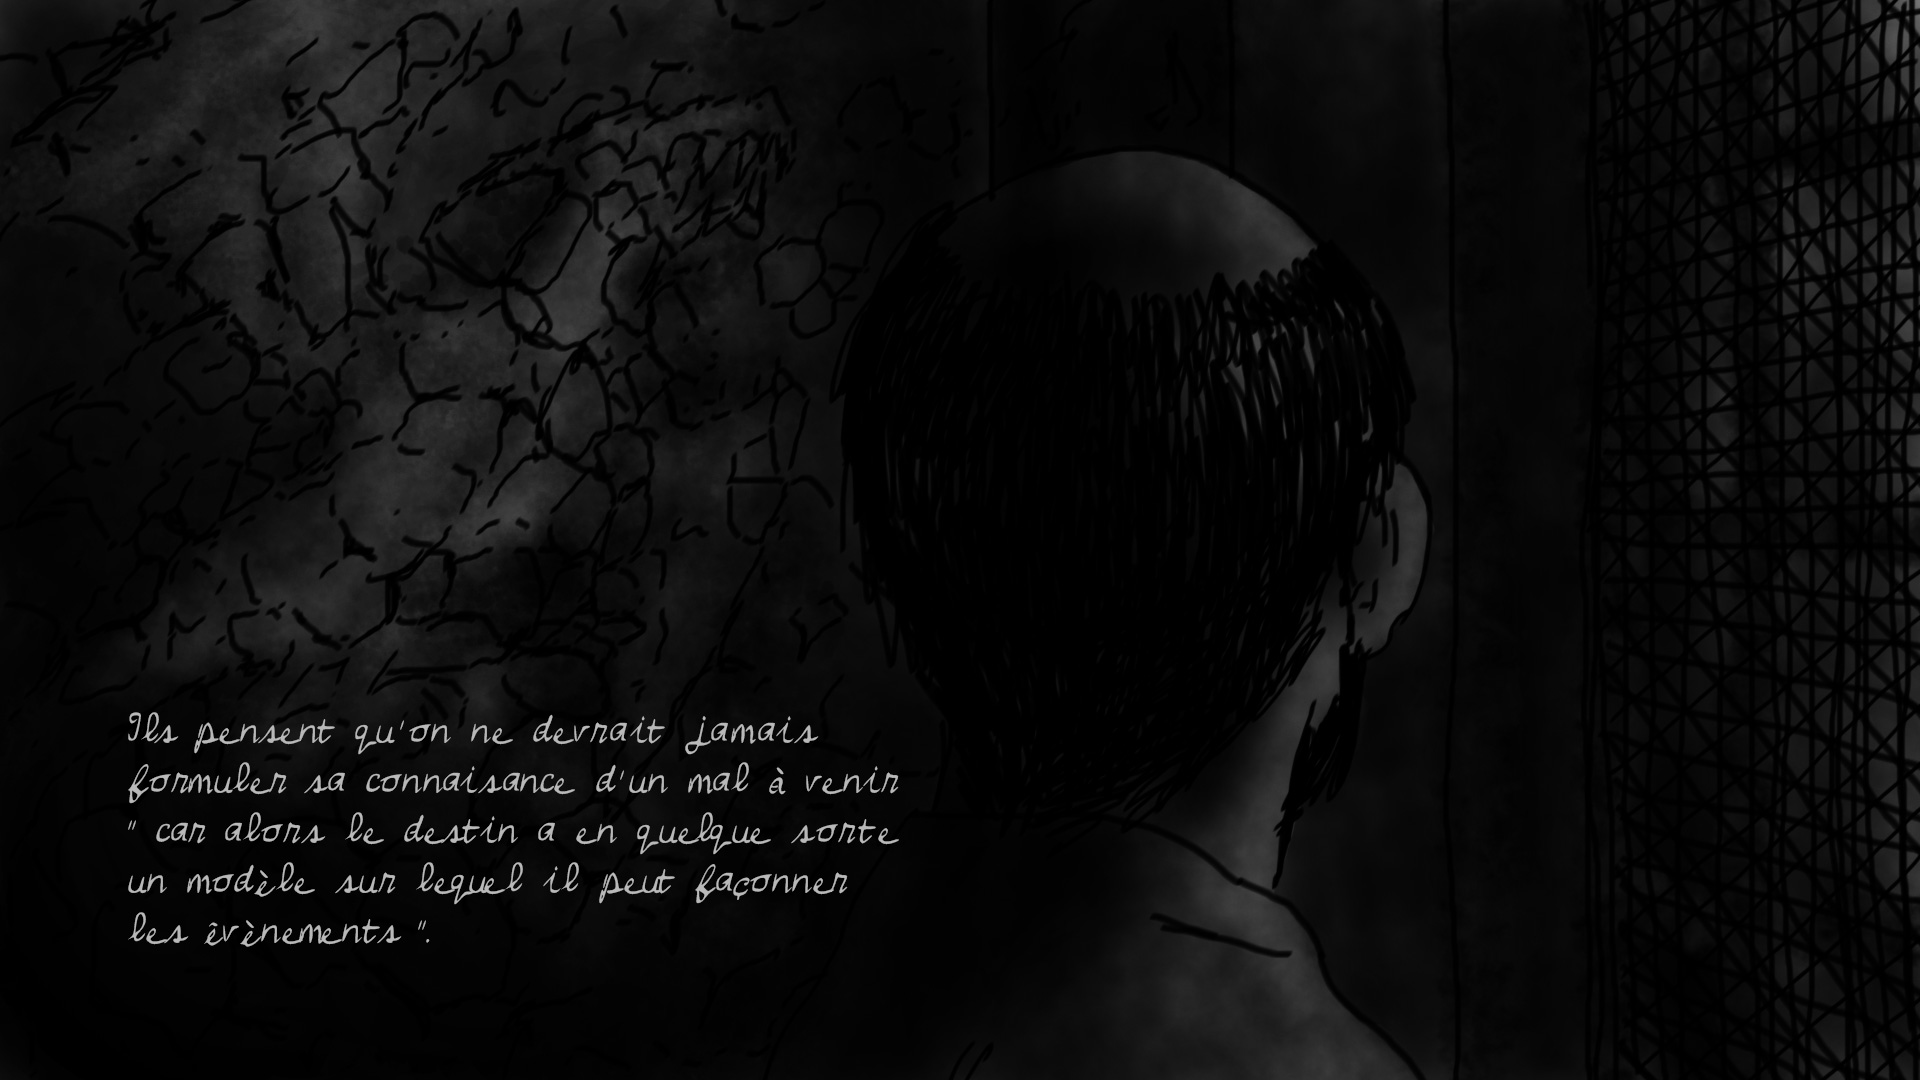 Ils pensent qu'on ne devrait jamais
formuler sa connaisance d'un mal à venir
" car alors le destin a en quelque sorte
un modèle sur lequel il peut façonner
les évènements ".